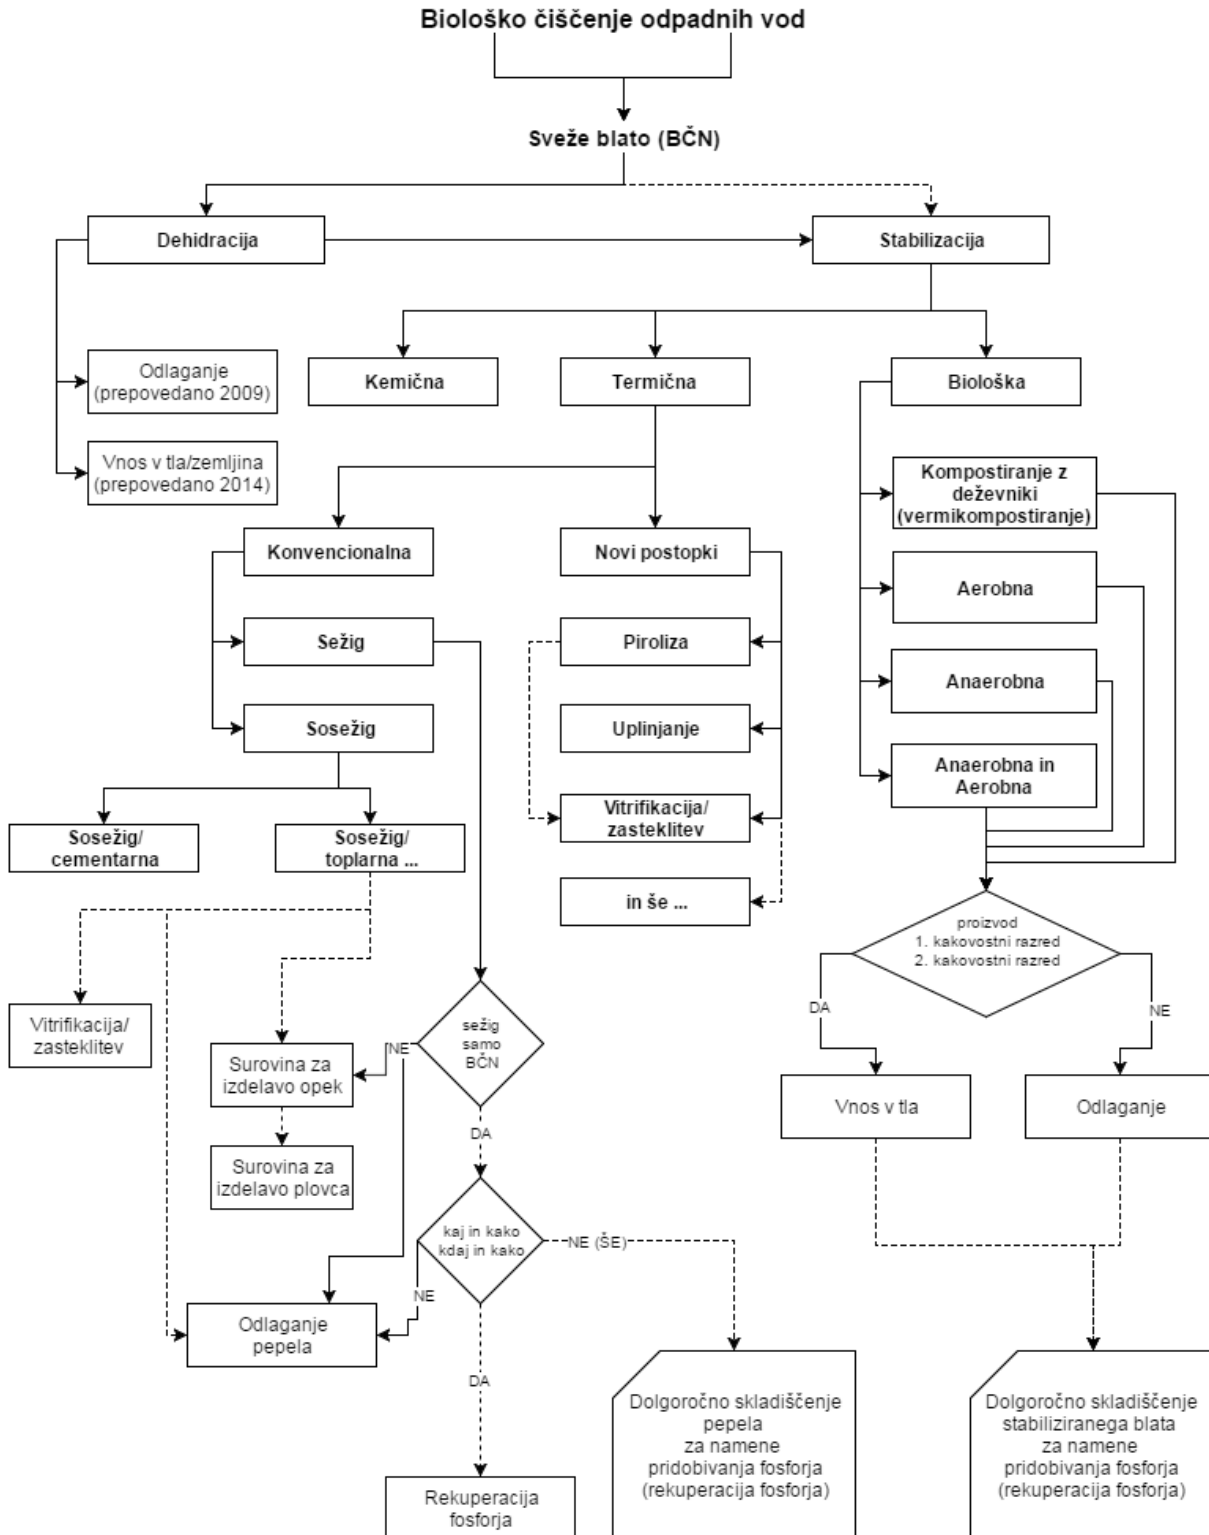 Biološko čiščenje odpadnih vod
Sveže blato (BČN)
Dehidracija
Stabilizacija
Odlaganje
(prepovedano 2009)
Vnos v tla/zemljina
(prepovedano 2014)
Kemična
Termična
Biološka
Konvencionalna
Novi postopki
Kompostiranje z
deževniki
(vermikompostiranje)
Sežig
Piroliza
Aerobna
Sosežig
Uplinjanje
Anaerobna
Sosežig/
cementarna
Sosežig/
toplarna ...
Vitrifikacija/
zasteklitev
Anaerobna in
Aerobna
in še ...
proizvod
1. kakovostni razred
2. kakovostni razred
DA
NE
Vitrifikacija/
zasteklitev
Surovina za
izdelavo opek
NE
sežig
samo
BČN
Vnos v tla
Odlaganje
DA
Surovina za
izdelavo plovca
kaj in kako
kdaj in kako
NE (ŠE)
NE
Odlaganje
pepela
DA
Rekuperacija
fosforja
Dolgoročno skladiščenje
pepela
za namene
pridobivanja fosforja
(rekuperacija fosforja)
Dolgoročno skladiščenje
stabiliziranega blata
za namene
pridobivanja fosforja
(rekuperacija fosforja)